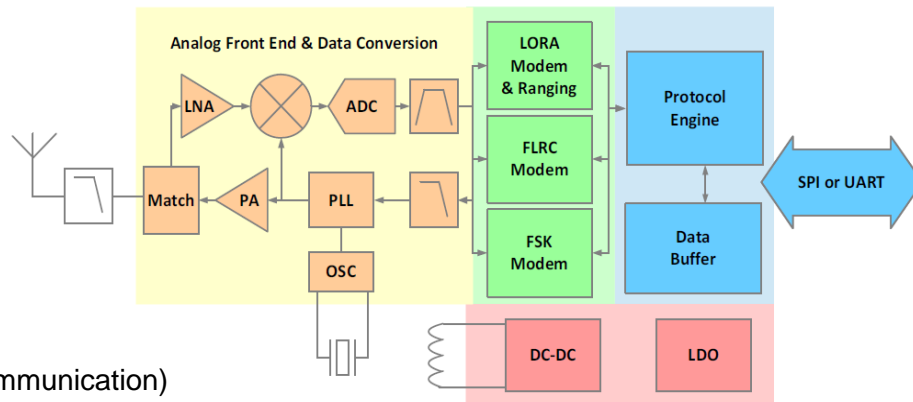 Analog Front End & Data Conversion
LNA
ADC
Match
PA
PLL
OSC
LORA
Modem
& Ranging
FLRC
Modem
FSK
Modem
Protocol
Engine
Data
Buffer
SPI or UART
DC-DC
LDO
mmunication)